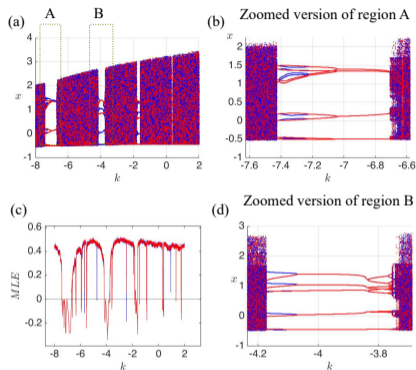 A B
Zoomed version of region A
(a)
x
4
3
2
1
0
-1
-8 -6 -4 -2 0 2
k
(b)
x
2
1.5
1
0.5
0
-0.5
-1
-7.6 -7.4 -7.2 -7 -6.8 -6.6
k
(c)
MLE
0.6
0.4
0.2
0
-0.2
-8 -6 -4 -2 0 2
k
Zoomed version of region B
(d)
x
3
2
1
0
-1
-4.2 -4 -3.8
k